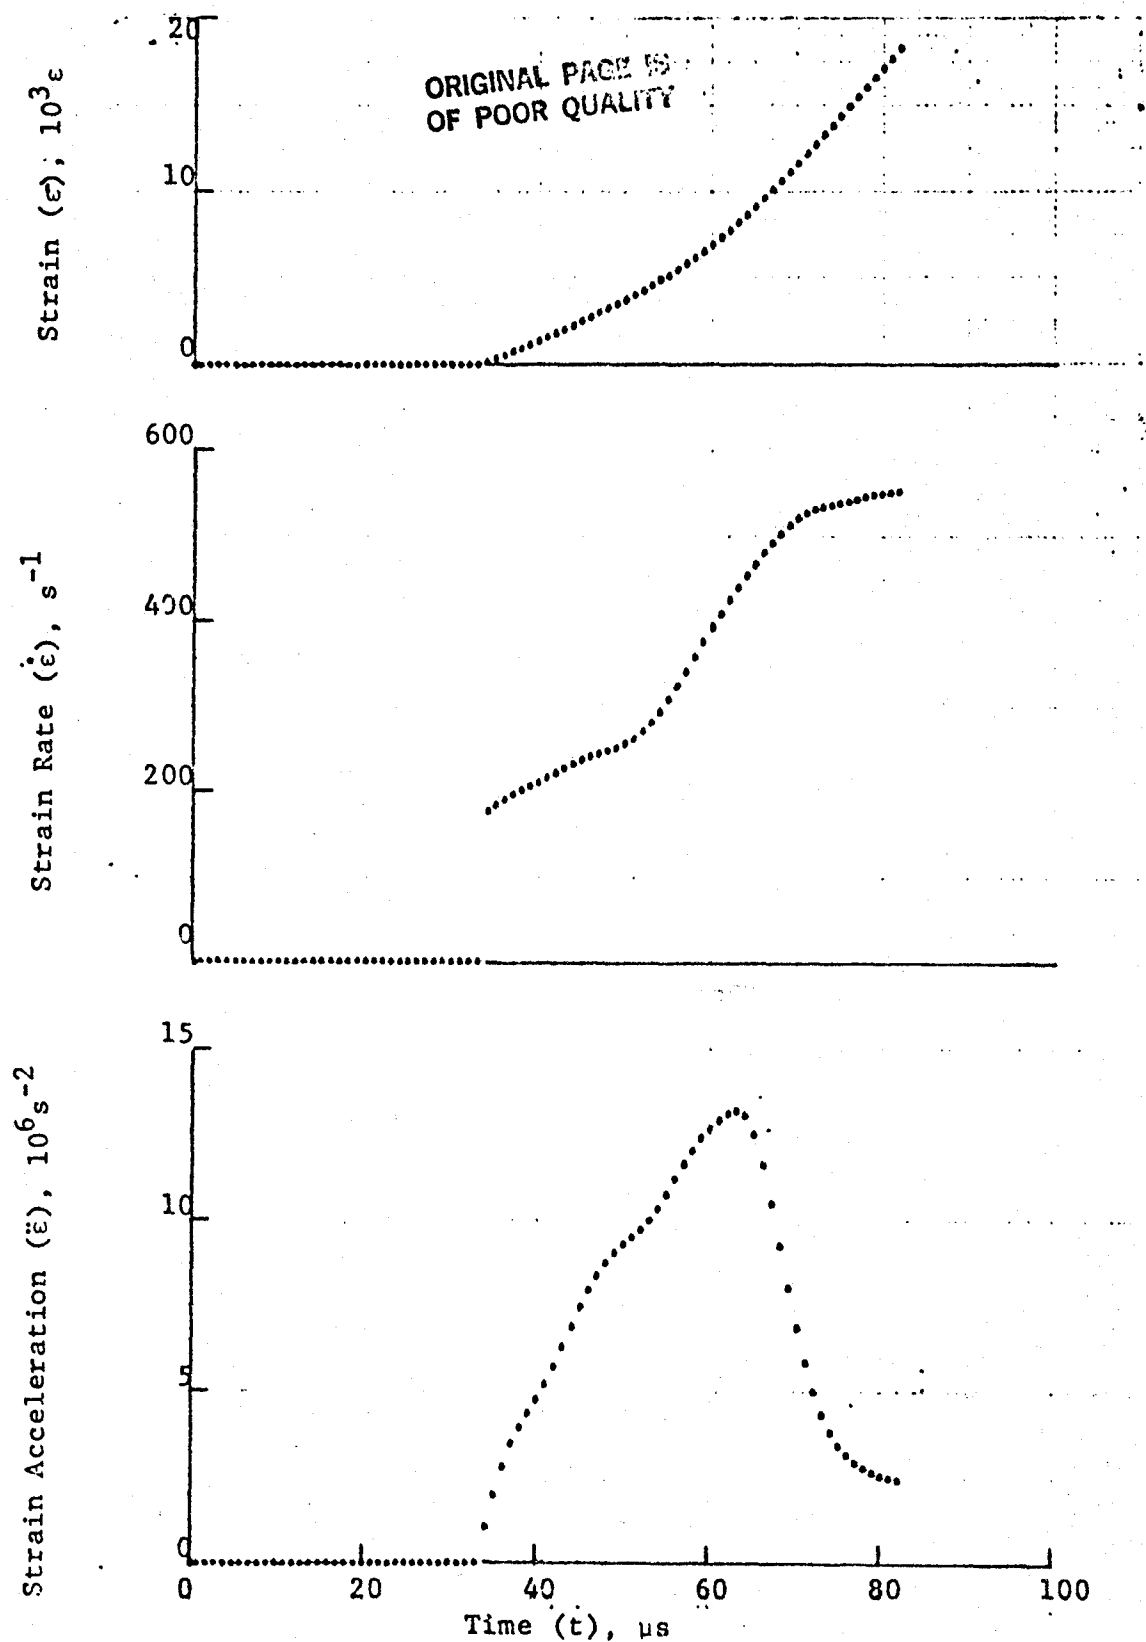 ORIGINAL PAGE IS
OF POOR QUALITY
Strain (ε), 10³ε
20
10
0
Strain Rate (ε̇), s⁻¹
600
400
200
0
Strain Acceleration (ε̈), 10⁶s⁻²
15
10
5
0
0 20 40 60 80 100
Time (t), μs